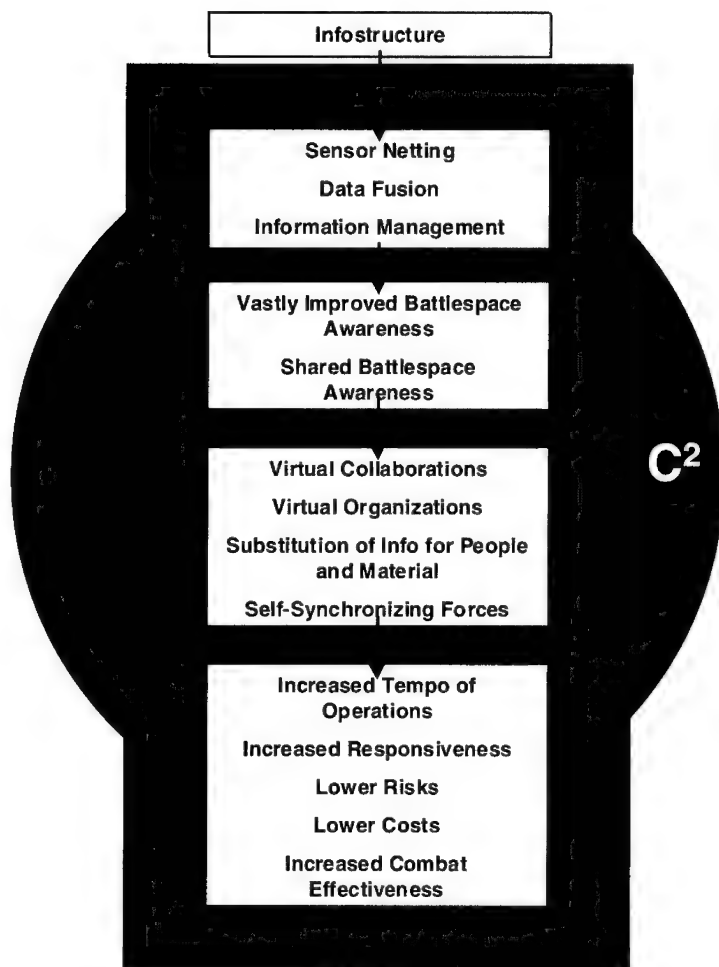 Infostructure
Sensor Netting
Data Fusion
Information Management
Vastly Improved Battlespace
Awareness
Shared Battlespace
Awareness
C²
Virtual Collaborations
Virtual Organizations
Substitution of Info for People
and Material
Self-Synchronizing Forces
Increased Tempo of
Operations
Increased Responsiveness
Lower Risks
Lower Costs
Increased Combat
Effectiveness